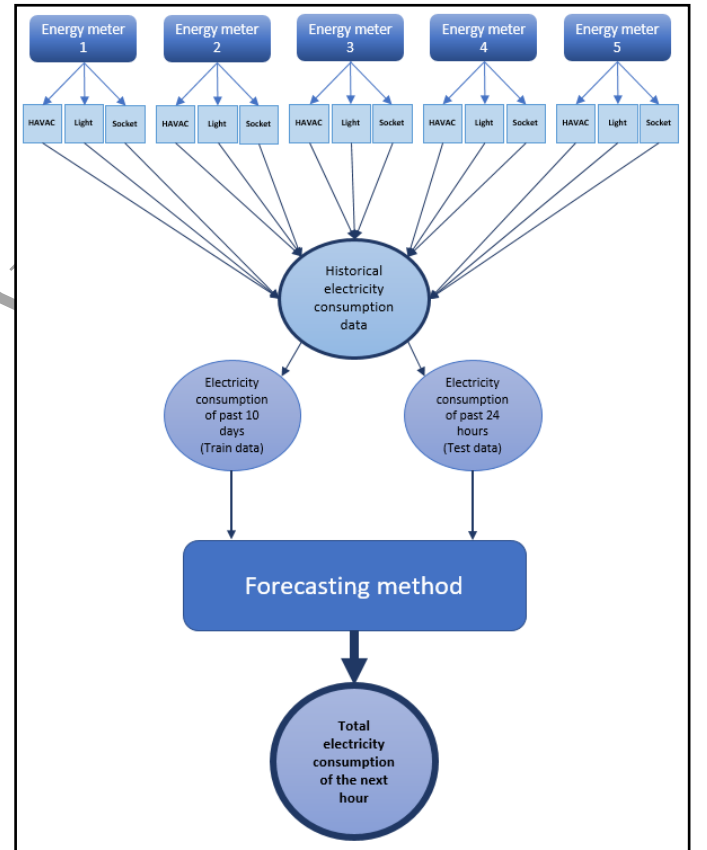 Energy meter
1
Energy meter
2
Energy meter
3
Energy meter
4
Energy meter
5
HAVAC
Light
Socket
HAVAC
Light
Socket
HAVAC
Light
Socket
HAVAC
Light
Socket
HAVAC
Light
Socket
Historical
electricity
consumption
data
Electricity
consumption
of past 10
days
(Train data)
Electricity
consumption
of past 24
hours
(Test data)
Forecasting method
Total
electricity
consumption
of the next
hour